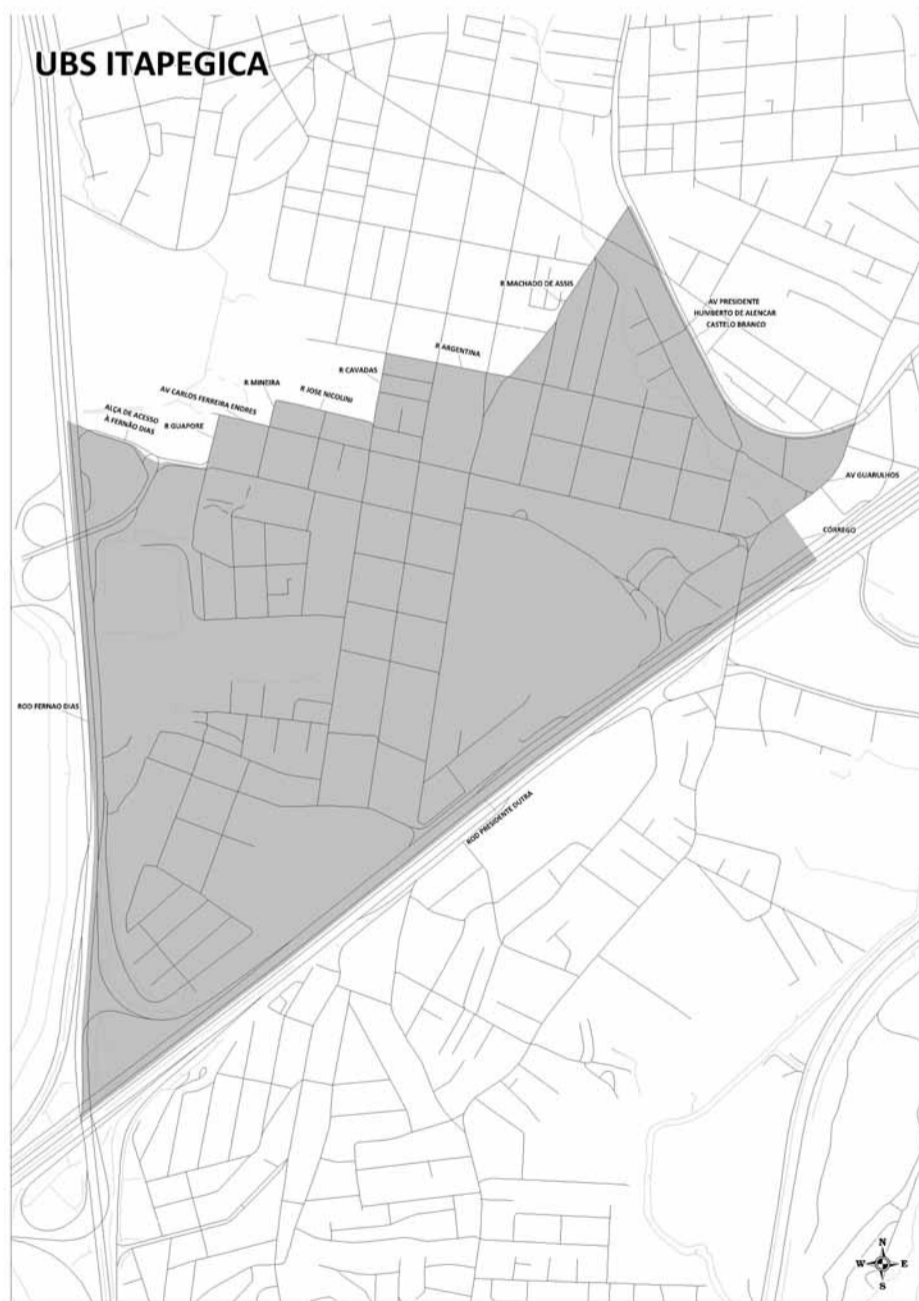 UBS ITAPEGICA
R MACHADO DE ASSIS
AV PRESIDENTE
HUMBERTO DE ALENCAR
CASTELO BRANCO
R ARGENTINA
R CAVADAS
R MINEIRA
R JOSE NICOLINI
AV CARLOS FERREIRA ENDRES
ALÇA DE ACESSO
À FERNÃO DIAS
R GUAPORE
AV GUARULHOS
CÓRREGO
ROD FERNAO DIAS
ROD PRESIDENTE DUTRA
N
W E
S